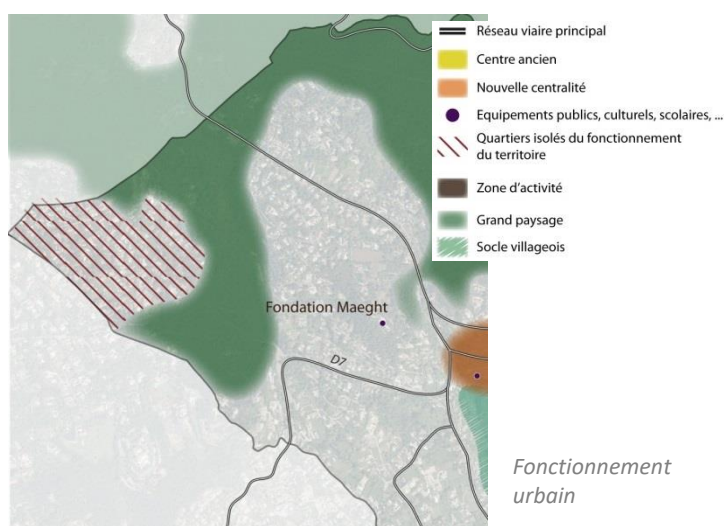 Réseau viaire principal
Centre ancien
Nouvelle centralité
Equipements publics, culturels, scolaires, ...
Quartiers isolés du fonctionnement
du territoire
Zone d'activité
Grand paysage
Socle villageois
Fondation Maeght
D7
Fonctionnement
urbain